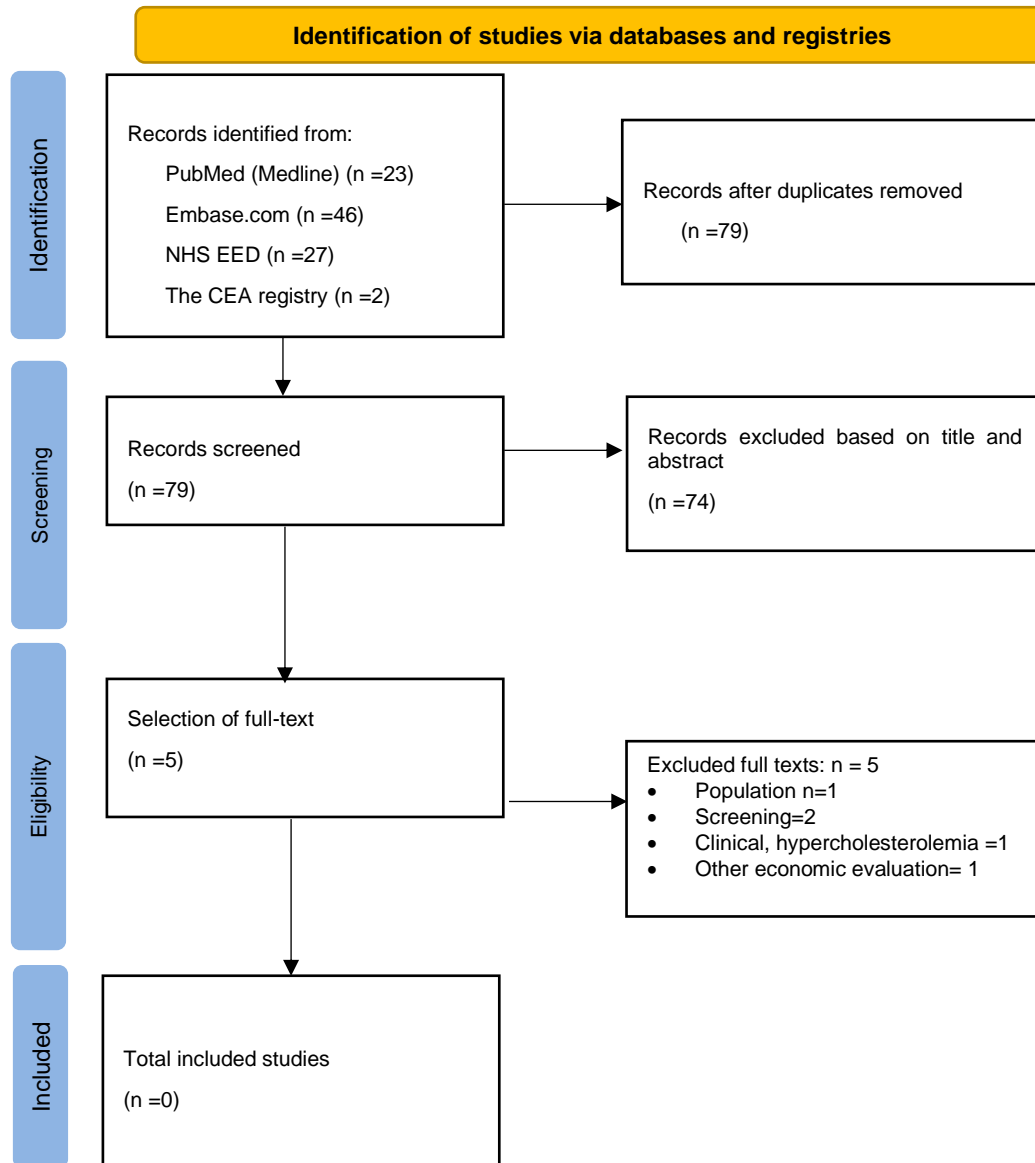 Identification of studies via databases and registries
Identification
Records identified from:
PubMed (Medline) (n =23)
Embase.com (n =46)
NHS EED (n =27)
The CEA registry (n =2)
Records after duplicates removed
(n =79)
Screening
Records screened
(n =79)
Records excluded based on title and
abstract
(n =74)
Eligibility
Selection of full-text
(n =5)
Excluded full texts: n = 5
• Population n=1
• Screening=2
• Clinical, hypercholesterolemia =1
• Other economic evaluation= 1
Included
Total included studies
(n =0)